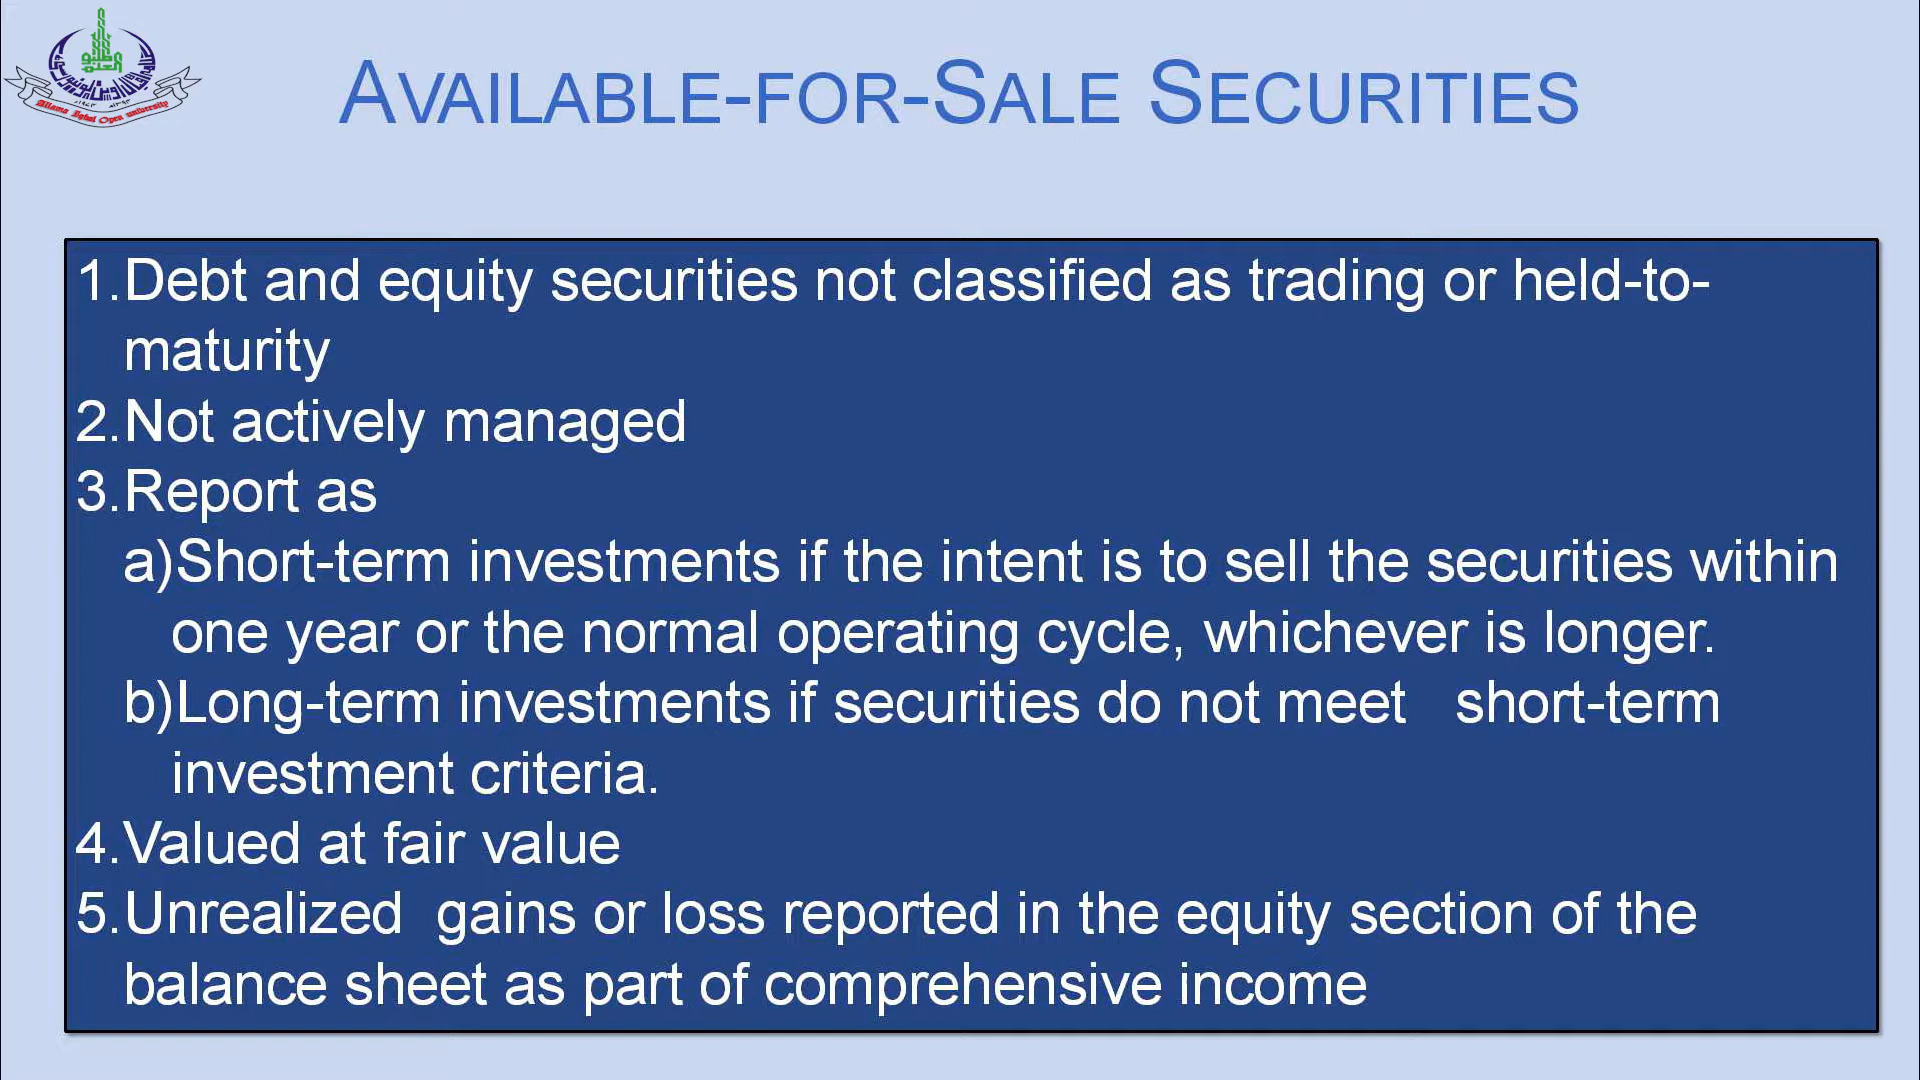 Allama Iqbal Open University
AVAILABLE-FOR-SALE SECURITIES
1.Debt and equity securities not classified as trading or held-to-
maturity
2.Not actively managed
3.Report as
a)Short-term investments if the intent is to sell the securities within
one year or the normal operating cycle, whichever is longer.
b)Long-term investments if securities do not meet   short-term
investment criteria.
4.Valued at fair value
5.Unrealized  gains or loss reported in the equity section of the
balance sheet as part of comprehensive income